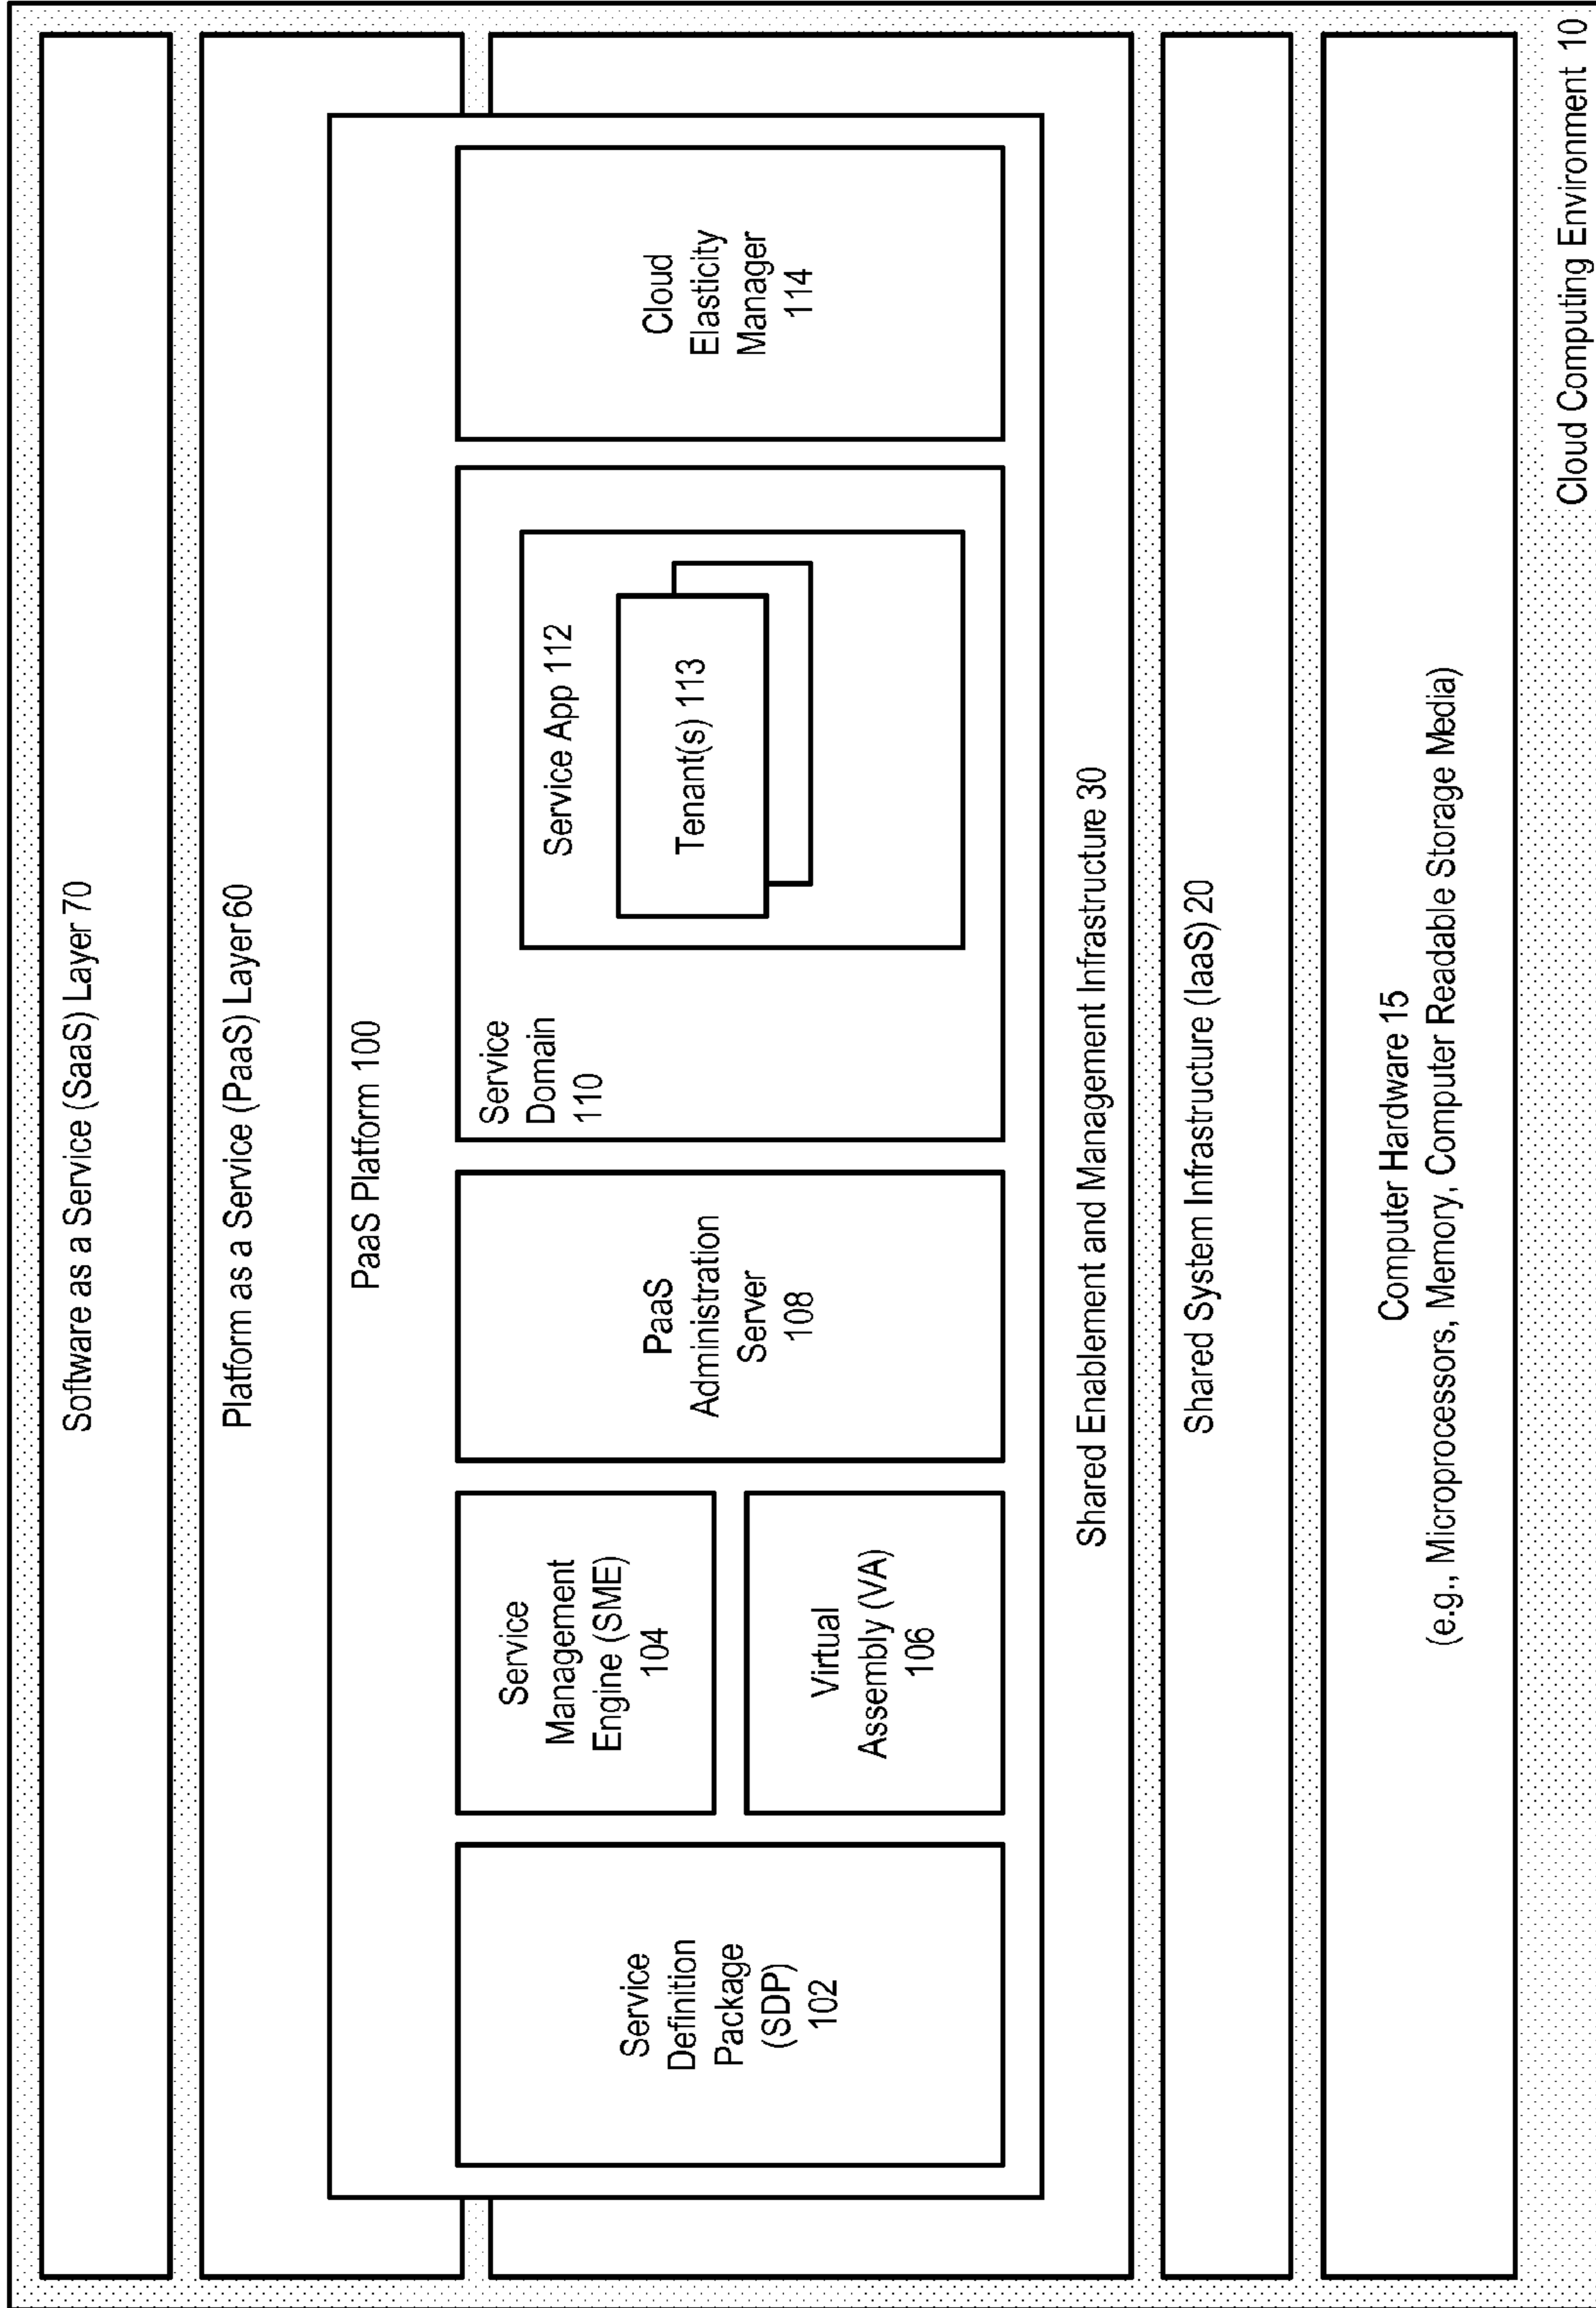 Software as a Service (SaaS) Layer 70
Platform as a Service (PaaS) Layer 60
PaaS Platform 100
Service
Definition
Package
(SDP)
102
Service
Management
Engine (SME)
104
Virtual
Assembly (VA)
106
PaaS
Administration
Server
108
Service
Domain
110
Service App 112
Tenant(s) 113
Cloud
Elasticity
Manager
114
Shared Enablement and Management Infrastructure 30
Shared System Infrastructure (IaaS) 20
Computer Hardware 15
(e.g., Microprocessors, Memory, Computer Readable Storage Media)
Cloud Computing Environment 10